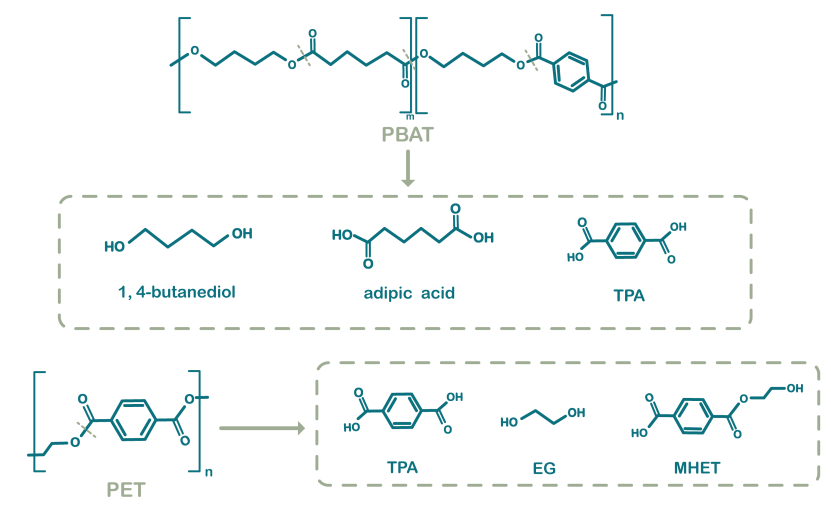 O O O O O O O O
m n
PBAT
HO OH HO O O OH O HO OH O
1, 4-butanediol adipic acid TPA
O O O O n
PET
O HO OH O HO OH O HO O O OH
TPA EG MHET